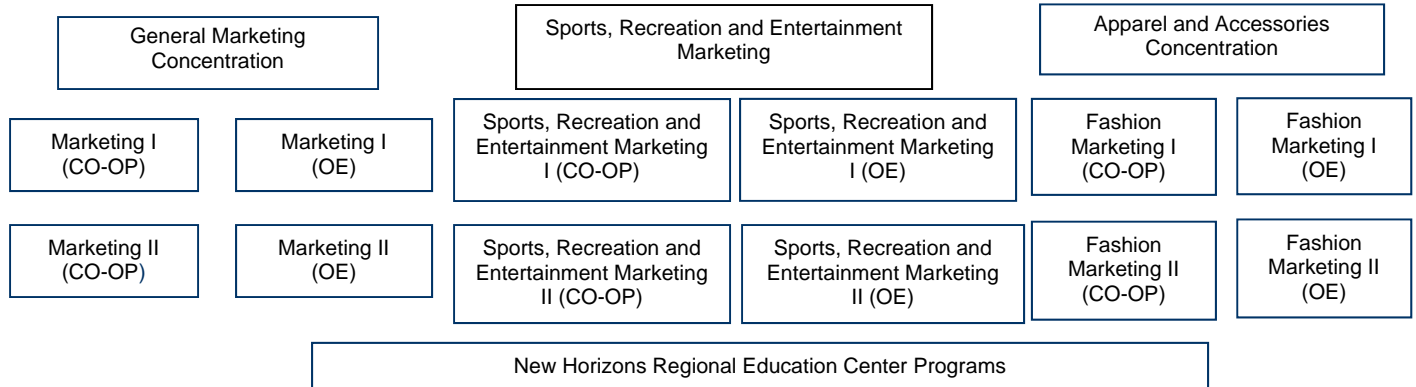 General Marketing
Concentration
Sports, Recreation and Entertainment
Marketing
Apparel and Accessories
Concentration
Marketing I
(CO-OP)
Marketing I
(OE)
Sports, Recreation and
Entertainment Marketing
I (CO-OP)
Sports, Recreation and
Entertainment Marketing
I (OE)
Fashion
Marketing I
(CO-OP)
Fashion
Marketing I
(OE)
Marketing II
(CO-OP)
Marketing II
(OE)
Sports, Recreation and
Entertainment Marketing
II (CO-OP)
Sports, Recreation and
Entertainment Marketing
II (OE)
Fashion
Marketing II
(CO-OP)
Fashion
Marketing II
(OE)
New Horizons Regional Education Center Programs